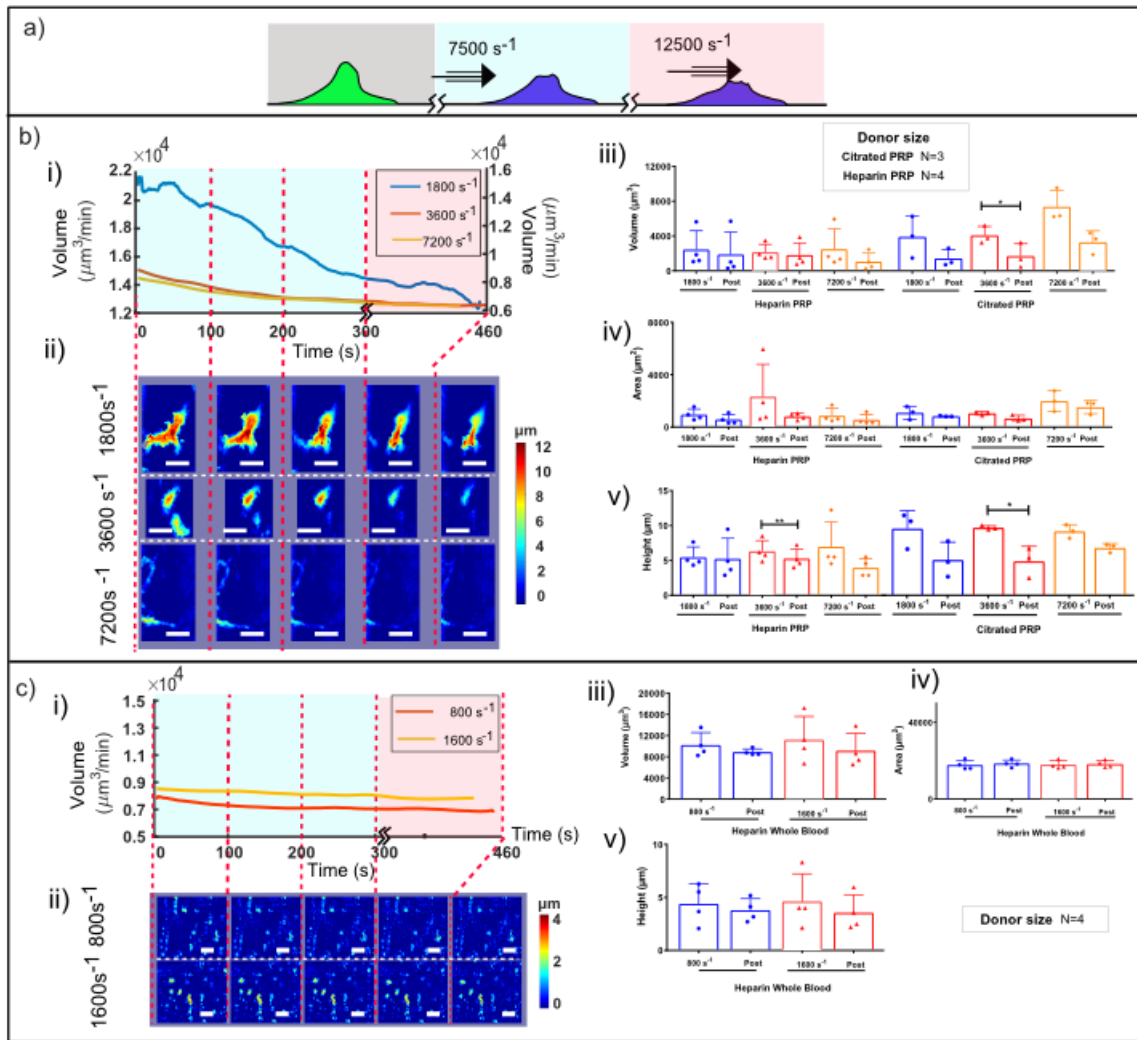 a)
7500 s⁻¹
12500 s⁻¹
b)
i)
×10⁴
×10⁴
2.2
2.0
1.8
1.6
1.4
1.2
Volume
(μm³/min)
1800 s⁻¹
3600 s⁻¹
7200 s⁻¹
1.6
1.4
1.2
1.0
0.8
0.6
Volume
(μm³/min)
0 100 200 300 460
Time (s)
ii)
1800s⁻¹
3600 s⁻¹
7200s⁻¹
μm
12
10
8
6
4
2
0
iii)
Donor size
Citrated PRP N=3
Heparin PRP N=4
Volume (μm³)
12000
8000
4000
0
*
1800 s⁻¹ Post 3600 s⁻¹ Post 7200 s⁻¹ Post 1800 s⁻¹ Post 3600 s⁻¹ Post 7200 s⁻¹ Post
Heparin PRP Citrated PRP
iv)
Area (μm²)
8000
4000
0
1800 s⁻¹ Post 3600 s⁻¹ Post 7200 s⁻¹ Post 1800 s⁻¹ Post 3600 s⁻¹ Post 7200 s⁻¹ Post
Heparin PRP Citrated PRP
v)
Height (μm)
15
10
5
0
** *
1800 s⁻¹ Post 3600 s⁻¹ Post 7200 s⁻¹ Post 1800 s⁻¹ Post 3600 s⁻¹ Post 7200 s⁻¹ Post
Heparin PRP Citrated PRP
c)
i)
×10⁴
1.5
1.3
1.1
0.9
0.7
0.5
Volume
(μm³/min)
800 s⁻¹
1600 s⁻¹
0 100 200 300 460
Time (s)
Time (s)
ii)
800s⁻¹
1600s⁻¹
μm
4
2
0
iii)
Volume (μm³)
20000
16000
12000
8000
4000
0
800 s⁻¹ Post 1600 s⁻¹ Post
Heparin Whole Blood
iv)
Area (μm²)
40000
0
800 s⁻¹ Post 1600 s⁻¹ Post
Heparin Whole Blood
v)
Height (μm)
10
5
0
800 s⁻¹ Post 1600 s⁻¹ Post
Heparin Whole Blood
Donor size N=4